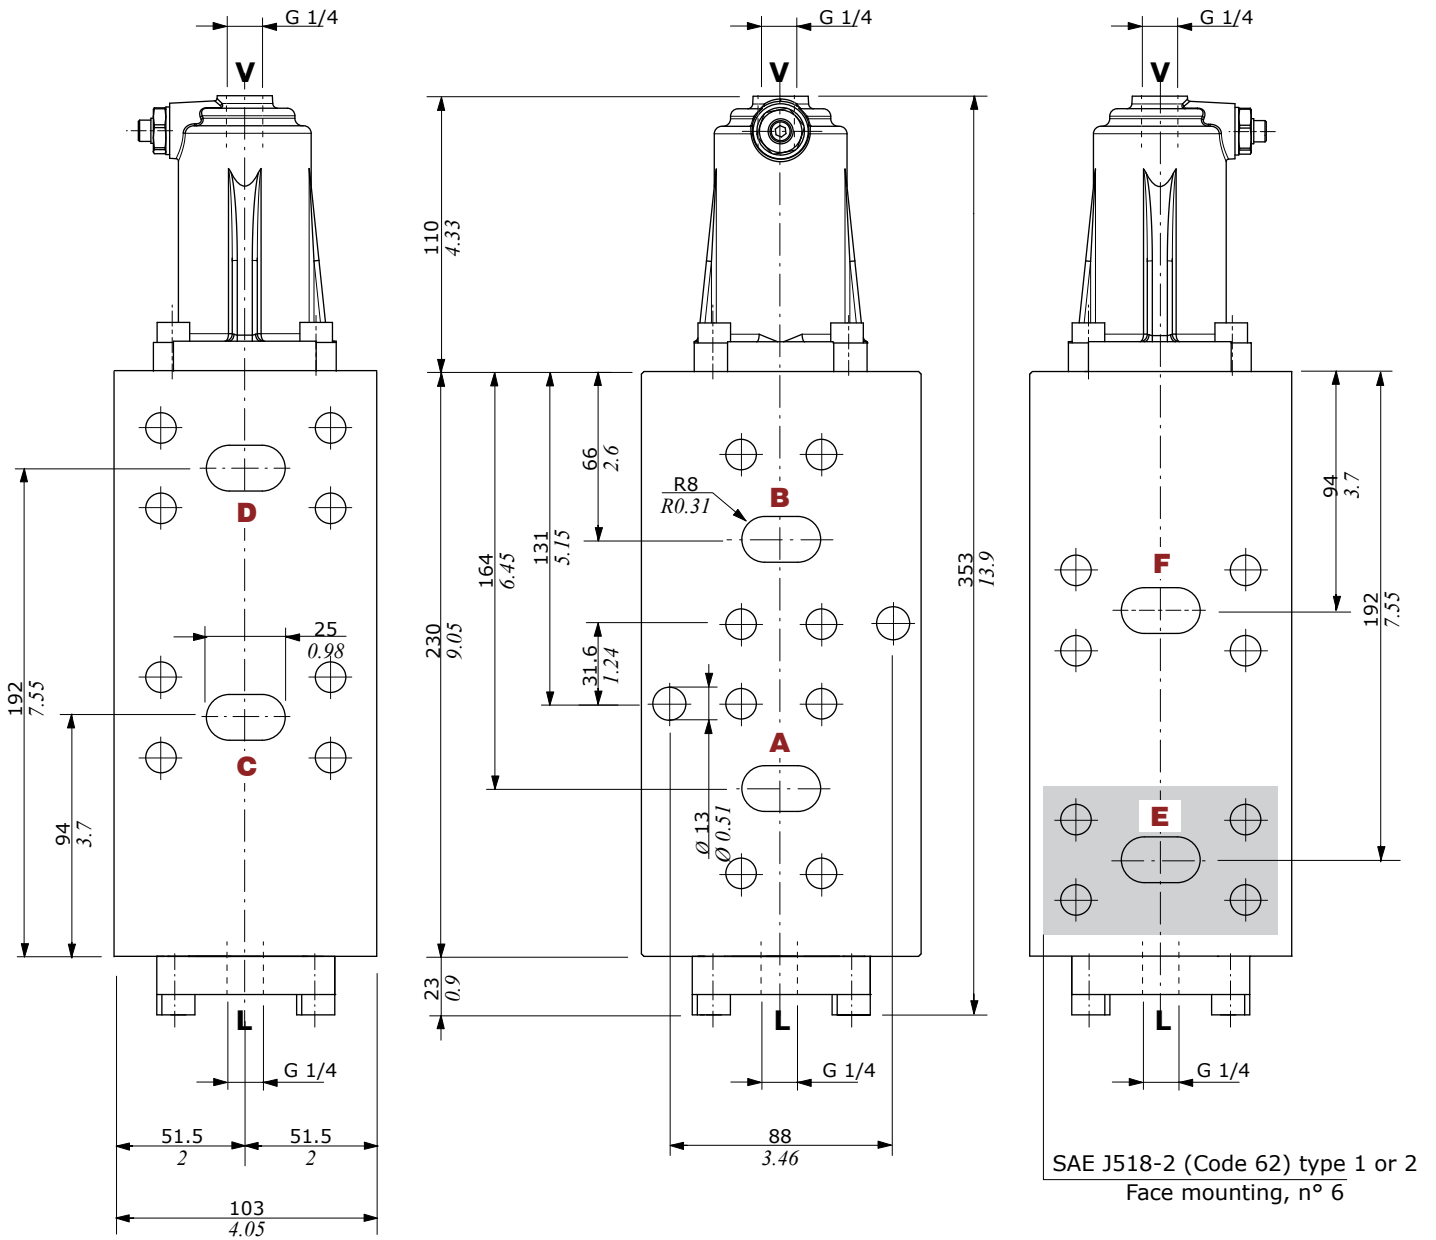 G 1/4
G 1/4
G 1/4
V
V
V
110
4.33
66
2.6
R8
R0.31
B
D
94
3.7
131
5.15
164
6.45
353
13.9
F
192
7.55
25
0.98
230
9.05
31.6
1.24
192
7.55
A
C
Ø 13
Ø 0.51
E
94
3.7
23
0.9
L
L
L
G 1/4
G 1/4
G 1/4
51.5
2
51.5
2
88
3.46
SAE J518-2 (Code 62) type 1 or 2
Face mounting, n° 6
103
4.05